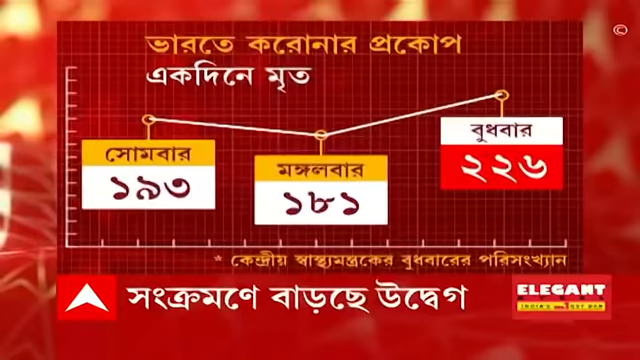 ©
ভারতে করোনার প্রকোপ
একদিনে মৃত
সোমবার
১৯৩
মঙ্গলবার
১৮১
বুধবার
২২৬
* কেন্দ্রীয় স্বাস্থ্যমন্ত্রকের বুধবারের পরিসংখ্যান
সংক্রমণে বাড়ছে উদ্বেগ
ELEGANT